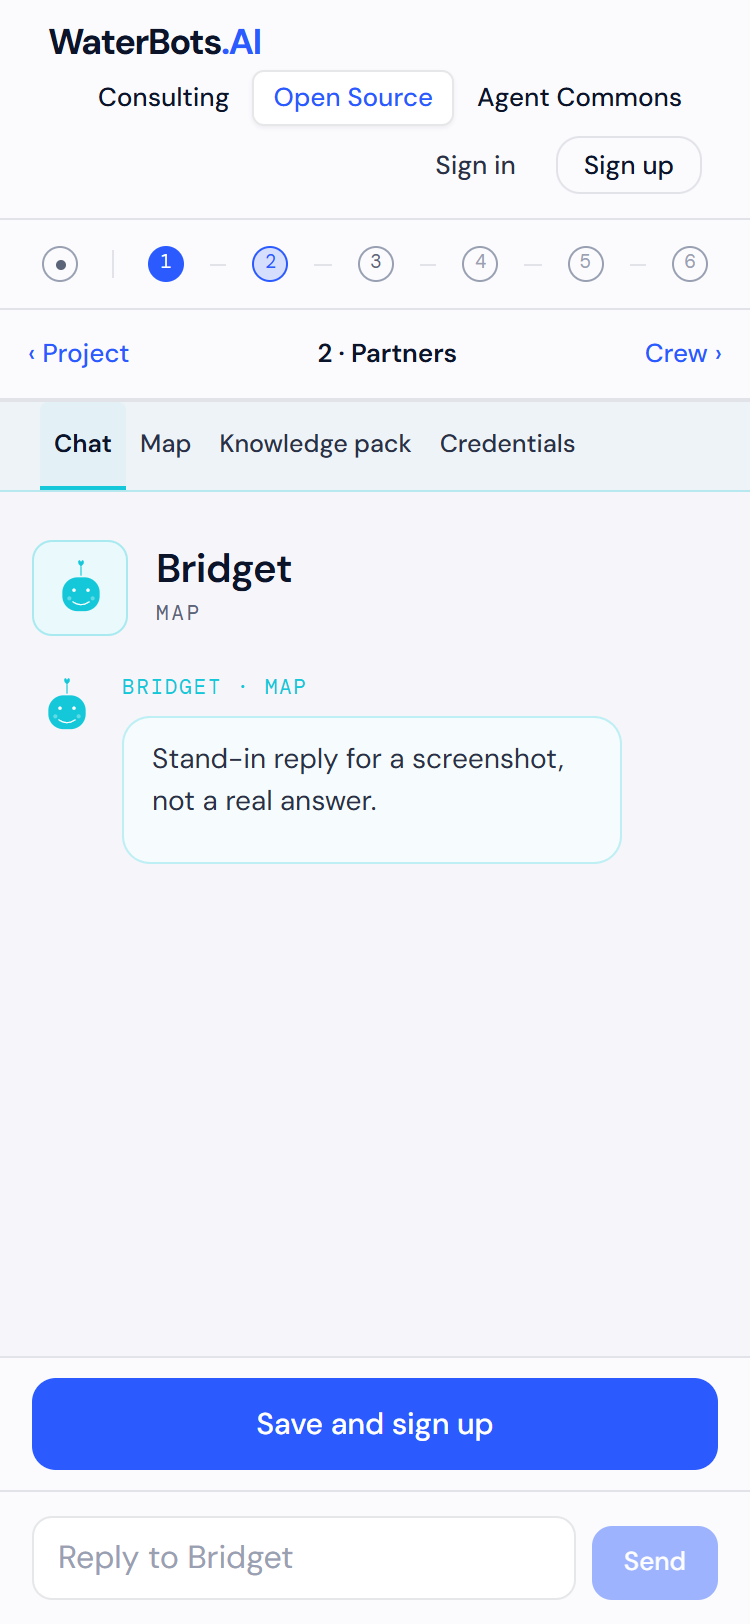 WaterBots.AI
Consulting Open Source Agent Commons
Sign in Sign up
1 2 3 4 5 6
‹ Project 2 · Partners Crew ›
Chat Map Knowledge pack Credentials
Bridget
MAP
BRIDGET · MAP
Stand-in reply for a screenshot,
not a real answer.
Save and sign up
Reply to Bridget Send